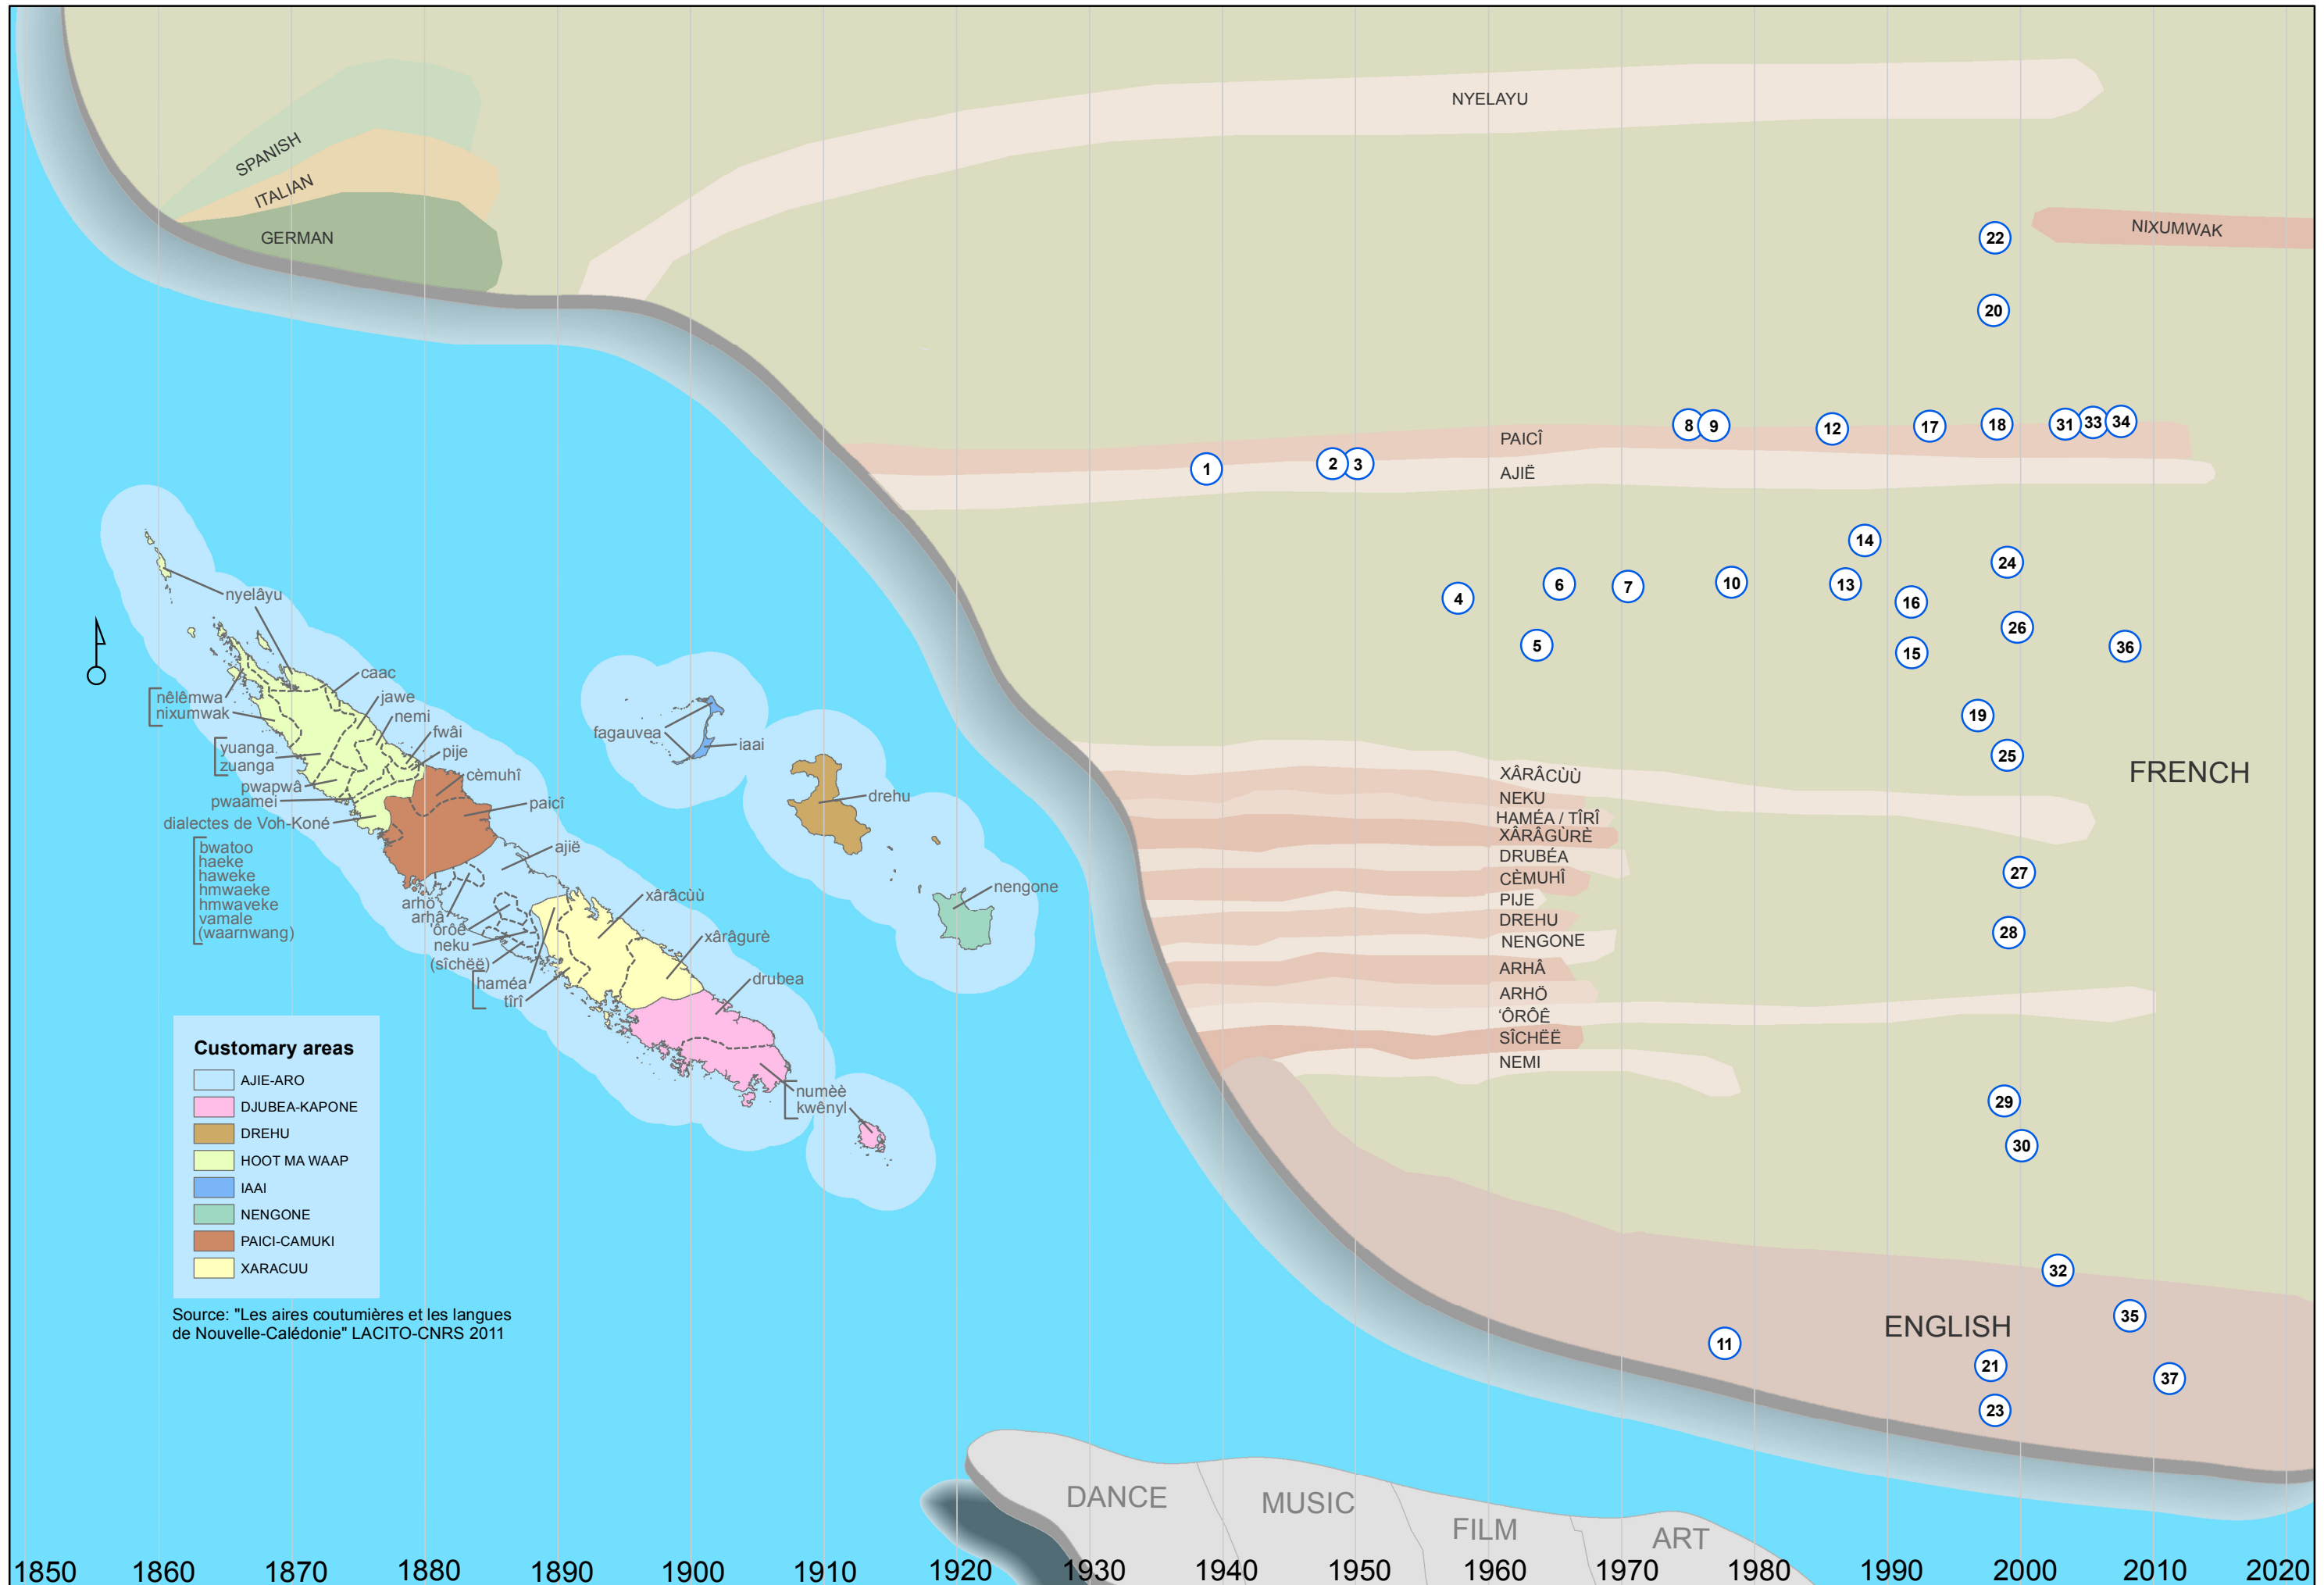 SPANISH
ITALIAN
GERMAN
NYELAYU
NIXUMWAK
22
20
PAICÎ
AJIË
1
2
3
8
9
12
17
18
31
33
34
14
24
4
6
7
10
13
16
26
5
15
36
19
25
FRENCH
XÂRÂCÙÙ
NEKU
HAMÉA / TÎRÎ
XÂRÂGÙRÈ
DRUBÉA
CÈMUHÎ
PIJE
DREHU
NENGONE
ARHÂ
ARHÖ
'ÔRÔÊ
SÎCHËË
NEMI
27
28
29
30
32
35
ENGLISH
11
21
37
23
nyelâyu
caac
jawe
nemi
fwâi
pije
cèmuhî
paicî
ajië
nêlêmwa
nixumwak
yuanga
zuanga
pwapwâ
pwaamei
dialectes de Voh-Koné
bwatoo
haeke
haweke
hmwaeke
hmwaveke
vamale
(waarnwang)
arhö
arhâ
ôrôê
neku
(sîchëë)
haméa
tîrî
xârâcùù
xârâgurè
drubea
numèè
kwênyï
fagauvea
iaai
drehu
nengone
Customary areas
AJIE-ARO
DJUBEA-KAPONE
DREHU
HOOT MA WAAP
IAAI
NENGONE
PAICI-CAMUKI
XARACUU
Source: "Les aires coutumières et les langues
de Nouvelle-Calédonie" LACITO-CNRS 2011
DANCE
MUSIC
FILM
ART
1850 1860 1870 1880 1890 1900 1910 1920 1930 1940 1950 1960 1970 1980 1990 2000 2010 2020